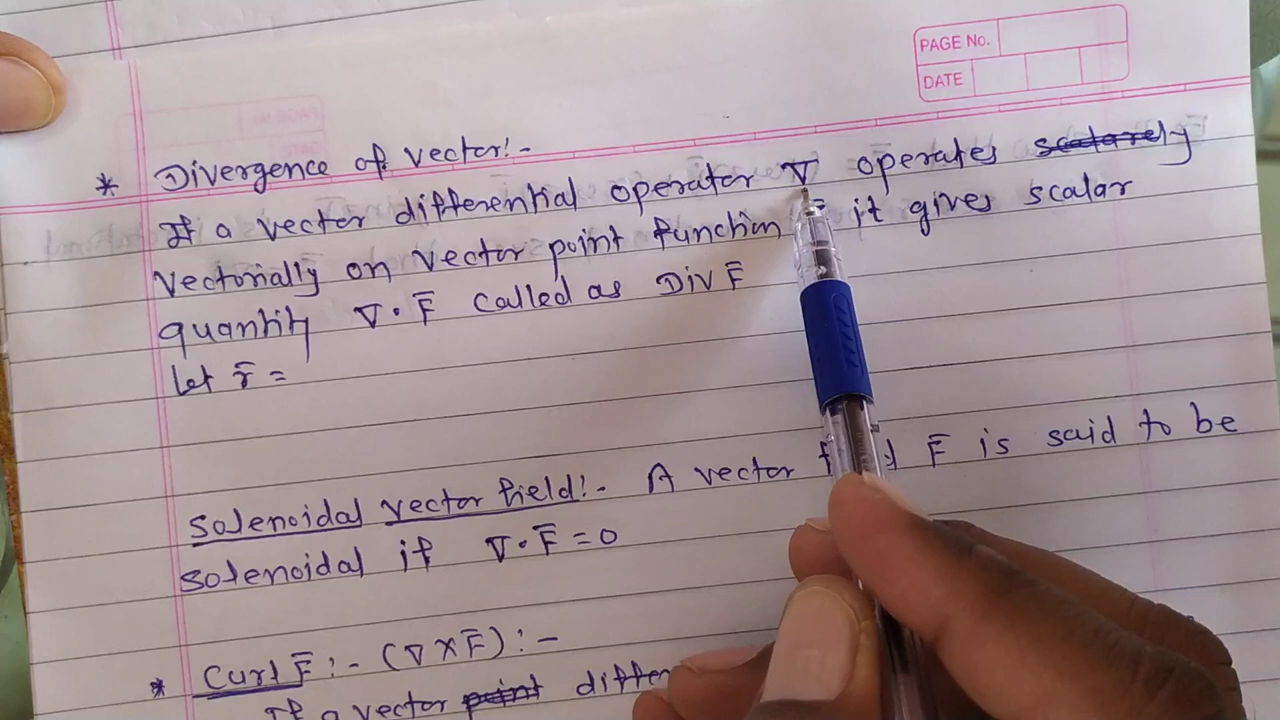 PAGE No.
DATE
* Divergence of vector:-
If a vector differential operator ∇ operates scalarely
vectorially on vector point function it gives scalar
quantity ∇·F̄ called as Div F̄
Let r̄ =
Solenoidal vector field:- A vector F̄ is said to be
solenoidal if ∇·F̄ = 0
* Curl F̄ :- (∇×F̄) :-
If a vector point